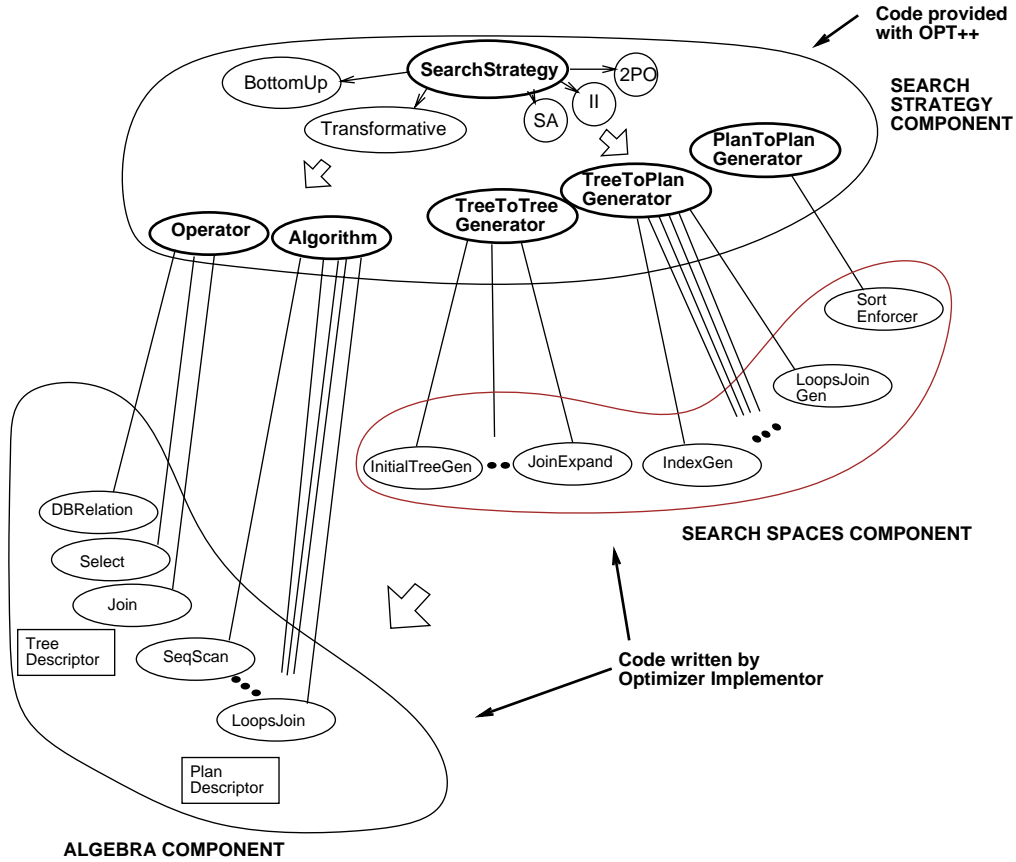 Code provided
with OPT++
SEARCH
STRATEGY
COMPONENT
SearchStrategy
BottomUp
2PO
II
SA
Transformative
PlanToPlan
Generator
TreeToPlan
Generator
TreeToTree
Generator
Operator
Algorithm
Sort
Enforcer
LoopsJoin
Gen
InitialTreeGen
JoinExpand
IndexGen
SEARCH SPACES COMPONENT
DBRelation
Select
Join
Tree
Descriptor
SeqScan
LoopsJoin
Plan
Descriptor
Code written by
Optimizer Implementor
ALGEBRA COMPONENT